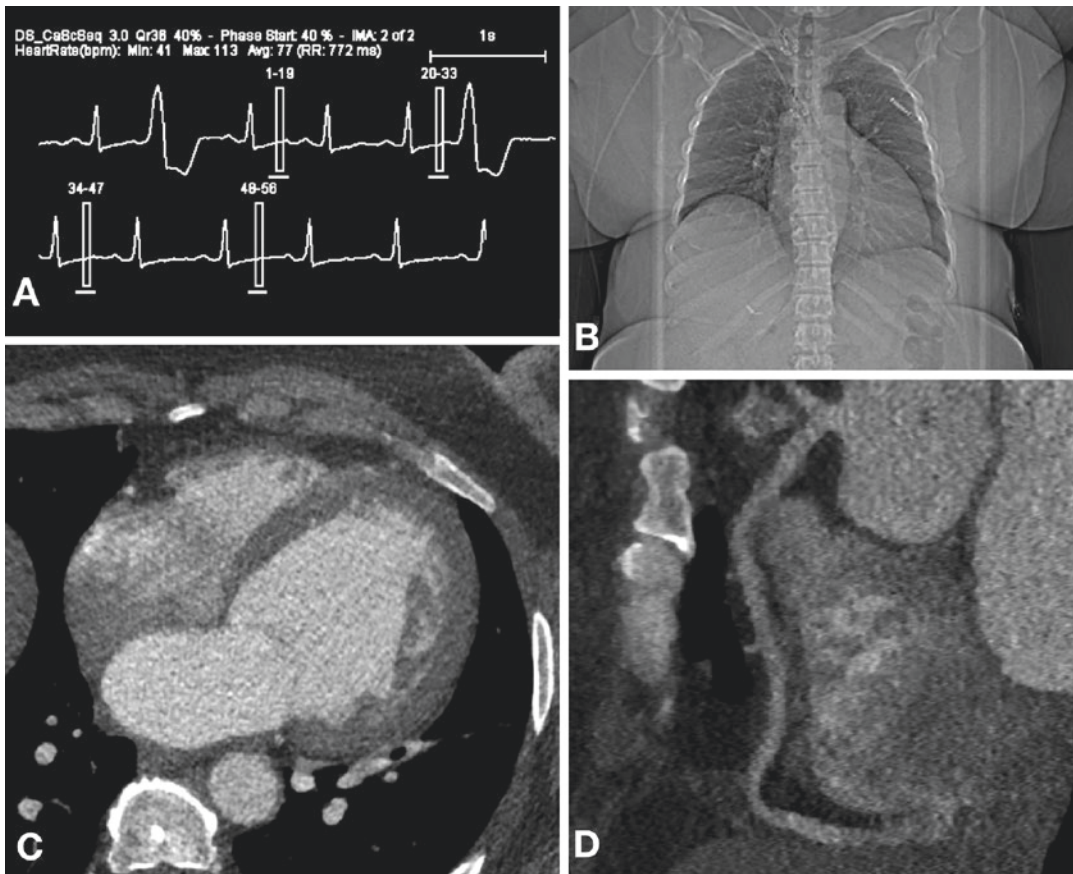 DS_CaScSeq 3.0 Qr36 40% - Phase Start: 40 % - IMA: 2 of 2
HeartRate(bpm): Min: 41 Max: 113 Avg: 77 (RR: 772 ms)
1s
1-19
20-33
34-47
48-56
A
B
C
D